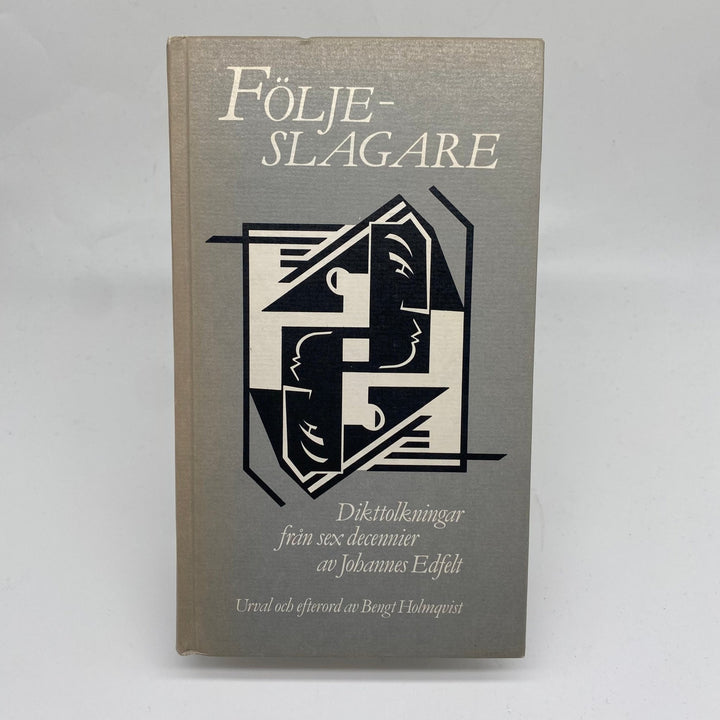 FÖLJE-
SLAGARE
Dikttolkningar
från sex decennier
av Johannes Edfelt
Urval och efterord av Bengt Holmqvist